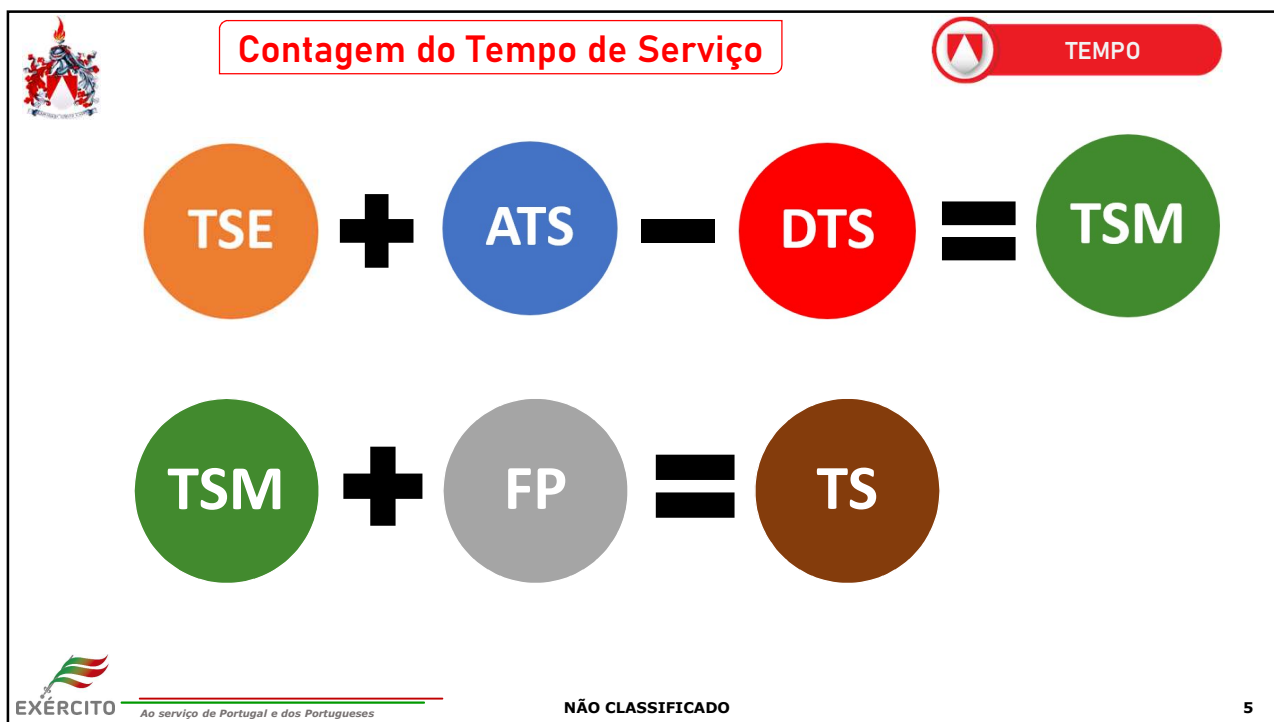 Contagem do Tempo de Serviço
TEMPO
TSE + ATS - DTS = TSM
TSM + FP = TS
EXÉRCITO
Ao serviço de Portugal e dos Portugueses
NÃO CLASSIFICADO
5